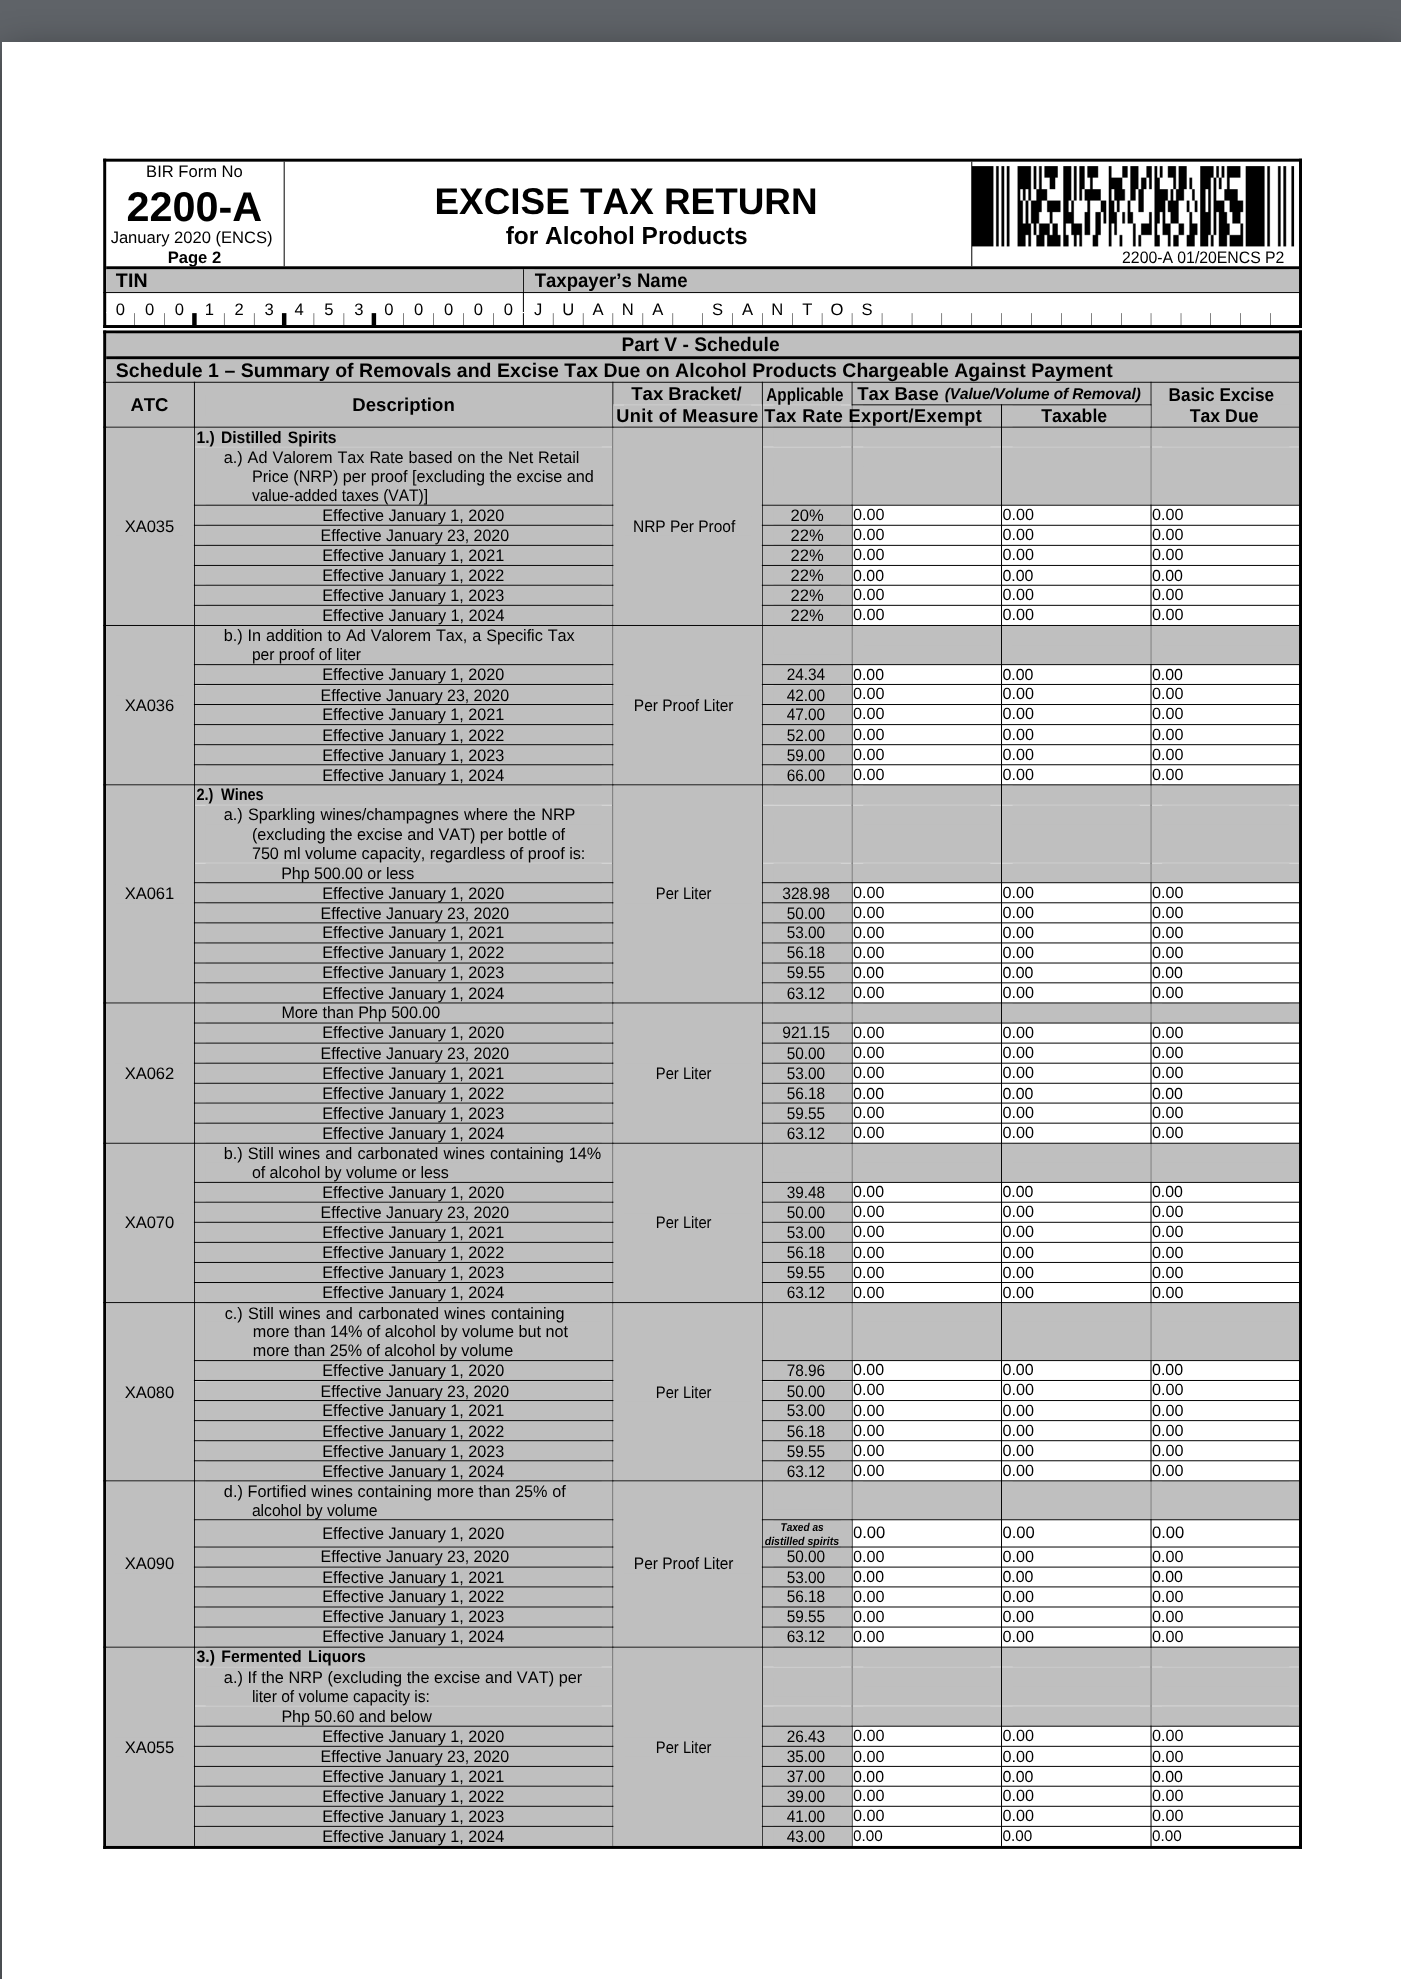 BIR Form No
2200-A
January 2020 (ENCS)
Page 2
EXCISE TAX RETURN
for Alcohol Products
2200-A 01/20ENCS P2
TIN Taxpayer’s Name
0 0 0 1 2 3 4 5 3 0 0 0 0 0 J U A N A S A N T O S
Part V - Schedule
Schedule 1 – Summary of Removals and Excise Tax Due on Alcohol Products Chargeable Against Payment
ATC Description Tax Bracket/ Unit of Measure Applicable Tax Rate Tax Base (Value/Volume of Removal) Export/Exempt Taxable Basic Excise Tax Due
1.) Distilled Spirits
a.) Ad Valorem Tax Rate based on the Net Retail
Price (NRP) per proof [excluding the excise and
value-added taxes (VAT)]
XA035 NRP Per Proof
Effective January 1, 2020 20% 0.00 0.00 0.00
Effective January 23, 2020 22% 0.00 0.00 0.00
Effective January 1, 2021 22% 0.00 0.00 0.00
Effective January 1, 2022 22% 0.00 0.00 0.00
Effective January 1, 2023 22% 0.00 0.00 0.00
Effective January 1, 2024 22% 0.00 0.00 0.00
b.) In addition to Ad Valorem Tax, a Specific Tax
per proof of liter
XA036 Per Proof Liter
Effective January 1, 2020 24.34 0.00 0.00 0.00
Effective January 23, 2020 42.00 0.00 0.00 0.00
Effective January 1, 2021 47.00 0.00 0.00 0.00
Effective January 1, 2022 52.00 0.00 0.00 0.00
Effective January 1, 2023 59.00 0.00 0.00 0.00
Effective January 1, 2024 66.00 0.00 0.00 0.00
2.) Wines
a.) Sparkling wines/champagnes where the NRP
(excluding the excise and VAT) per bottle of
750 ml volume capacity, regardless of proof is:
Php 500.00 or less
XA061 Per Liter
Effective January 1, 2020 328.98 0.00 0.00 0.00
Effective January 23, 2020 50.00 0.00 0.00 0.00
Effective January 1, 2021 53.00 0.00 0.00 0.00
Effective January 1, 2022 56.18 0.00 0.00 0.00
Effective January 1, 2023 59.55 0.00 0.00 0.00
Effective January 1, 2024 63.12 0.00 0.00 0.00
More than Php 500.00
XA062 Per Liter
Effective January 1, 2020 921.15 0.00 0.00 0.00
Effective January 23, 2020 50.00 0.00 0.00 0.00
Effective January 1, 2021 53.00 0.00 0.00 0.00
Effective January 1, 2022 56.18 0.00 0.00 0.00
Effective January 1, 2023 59.55 0.00 0.00 0.00
Effective January 1, 2024 63.12 0.00 0.00 0.00
b.) Still wines and carbonated wines containing 14%
of alcohol by volume or less
XA070 Per Liter
Effective January 1, 2020 39.48 0.00 0.00 0.00
Effective January 23, 2020 50.00 0.00 0.00 0.00
Effective January 1, 2021 53.00 0.00 0.00 0.00
Effective January 1, 2022 56.18 0.00 0.00 0.00
Effective January 1, 2023 59.55 0.00 0.00 0.00
Effective January 1, 2024 63.12 0.00 0.00 0.00
c.) Still wines and carbonated wines containing
more than 14% of alcohol by volume but not
more than 25% of alcohol by volume
XA080 Per Liter
Effective January 1, 2020 78.96 0.00 0.00 0.00
Effective January 23, 2020 50.00 0.00 0.00 0.00
Effective January 1, 2021 53.00 0.00 0.00 0.00
Effective January 1, 2022 56.18 0.00 0.00 0.00
Effective January 1, 2023 59.55 0.00 0.00 0.00
Effective January 1, 2024 63.12 0.00 0.00 0.00
d.) Fortified wines containing more than 25% of
alcohol by volume
XA090 Per Proof Liter
Effective January 1, 2020 Taxed as distilled spirits 0.00 0.00 0.00
Effective January 23, 2020 50.00 0.00 0.00 0.00
Effective January 1, 2021 53.00 0.00 0.00 0.00
Effective January 1, 2022 56.18 0.00 0.00 0.00
Effective January 1, 2023 59.55 0.00 0.00 0.00
Effective January 1, 2024 63.12 0.00 0.00 0.00
3.) Fermented Liquors
a.) If the NRP (excluding the excise and VAT) per
liter of volume capacity is:
Php 50.60 and below
XA055 Per Liter
Effective January 1, 2020 26.43 0.00 0.00 0.00
Effective January 23, 2020 35.00 0.00 0.00 0.00
Effective January 1, 2021 37.00 0.00 0.00 0.00
Effective January 1, 2022 39.00 0.00 0.00 0.00
Effective January 1, 2023 41.00 0.00 0.00 0.00
Effective January 1, 2024 43.00 0.00 0.00 0.00